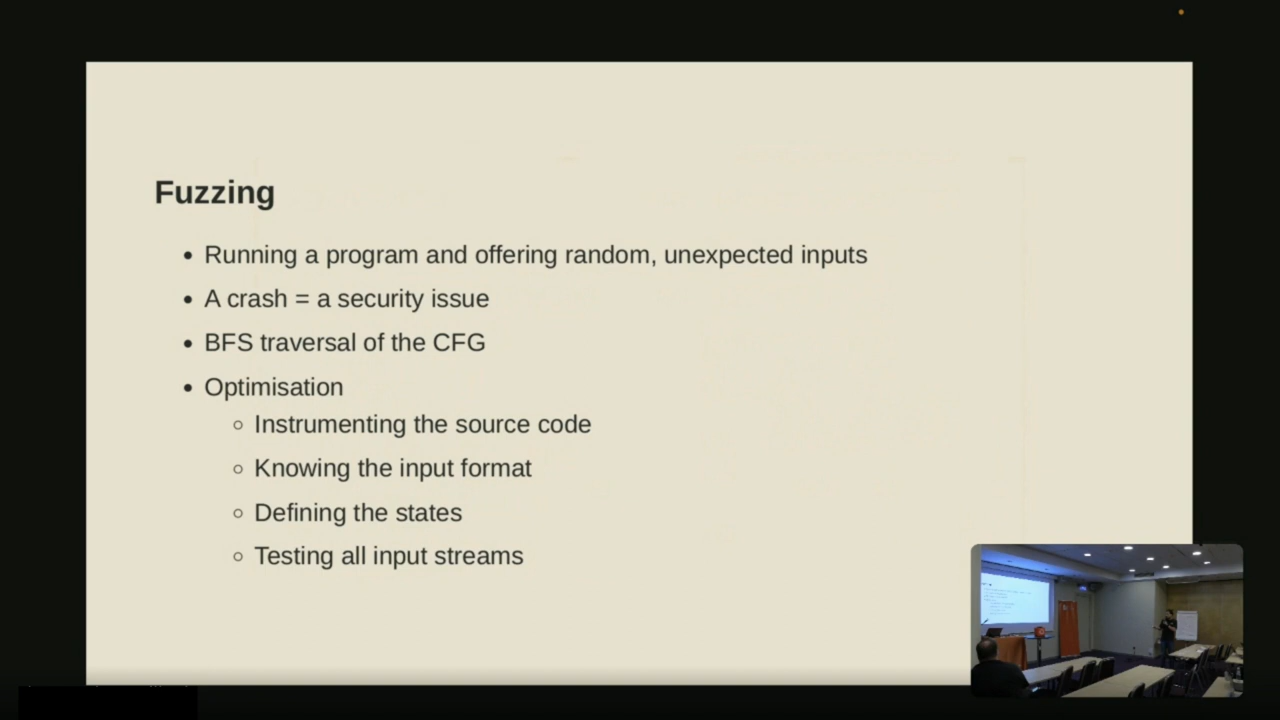 Fuzzing
Running a program and offering random, unexpected inputs
A crash = a security issue
BFS traversal of the CFG
Optimisation
Instrumenting the source code
Knowing the input format
Defining the states
Testing all input streams